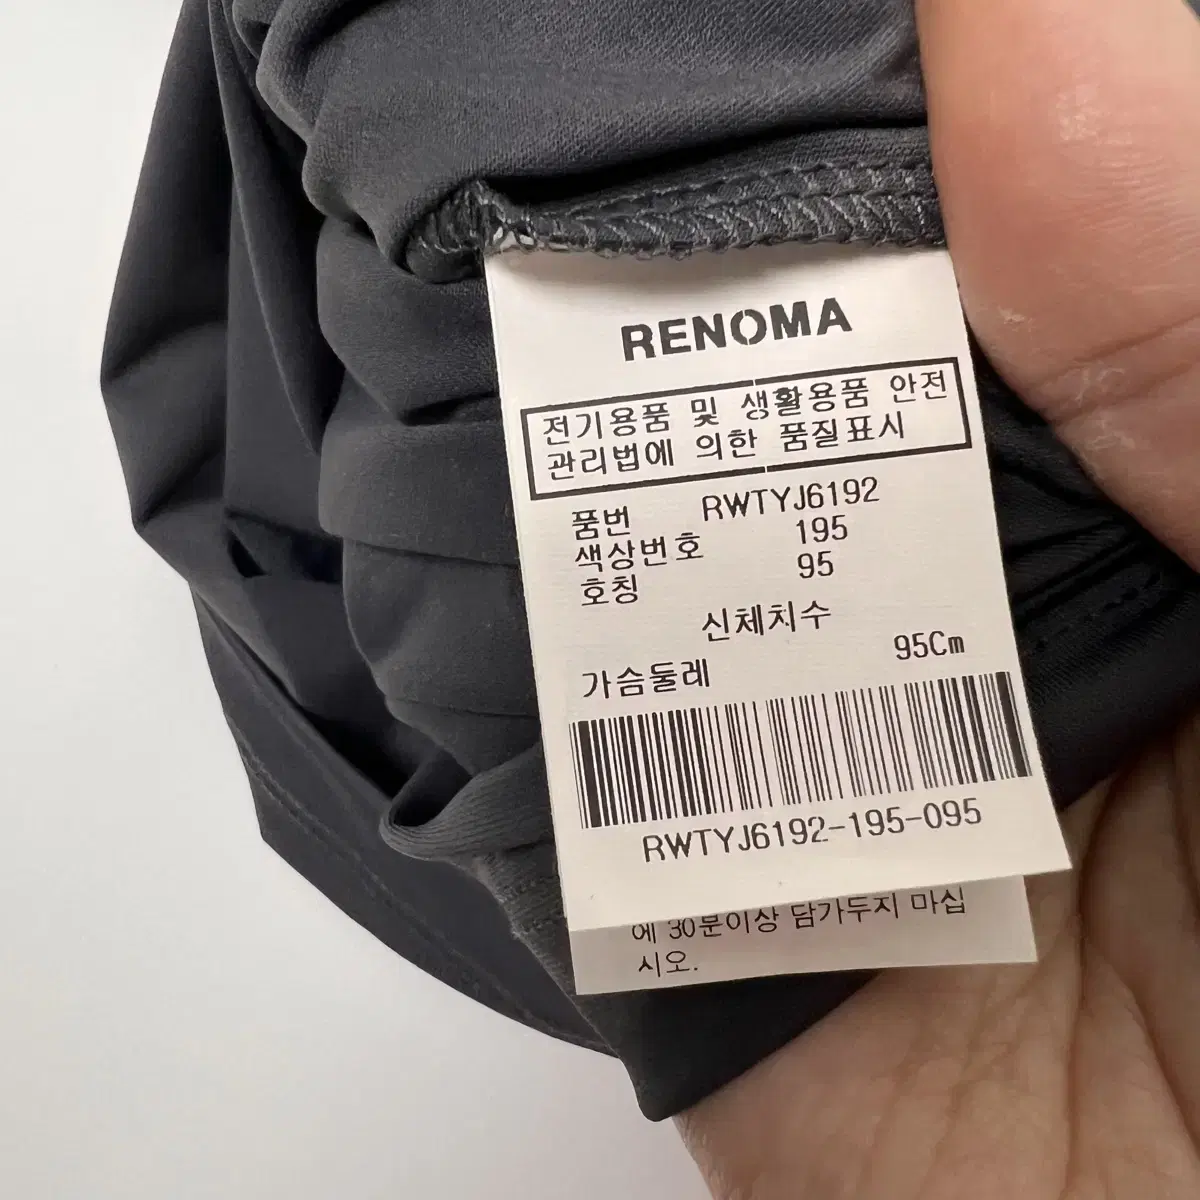 RENOMA
전기용품 및 생활용품 안전
관리법에 의한 품질표시
품번 RWTYJ6192
색상번호 195
호칭 95
신체치수
가슴둘레 95Cm
RWTYJ6192-195-095
에 30분이상 담가두지 마십
시오.